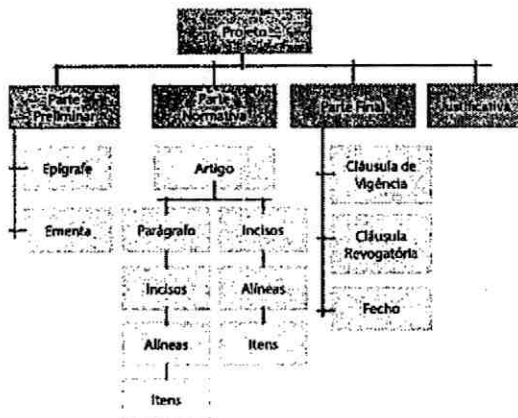 Projeto
Parte
Preliminar
Parte
Normativa
Parte Final
Justificativa
Epígrafe
Ementa
Artigo
Parágrafo
Incisos
Alíneas
Itens
Incisos
Alíneas
Itens
Cláusula de
Vigência
Cláusula
Revogatória
Fecho